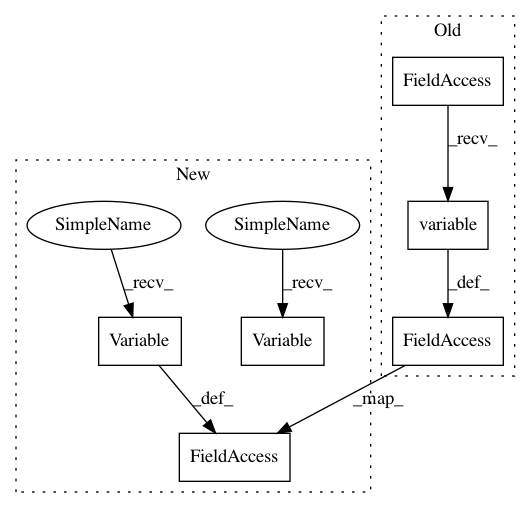 Old
FieldAccess
_recv_
New
SimpleName
SimpleName
variable
_recv_
_recv_
_def_
Variable
Variable
FieldAccess
_def_
_map_
FieldAccess